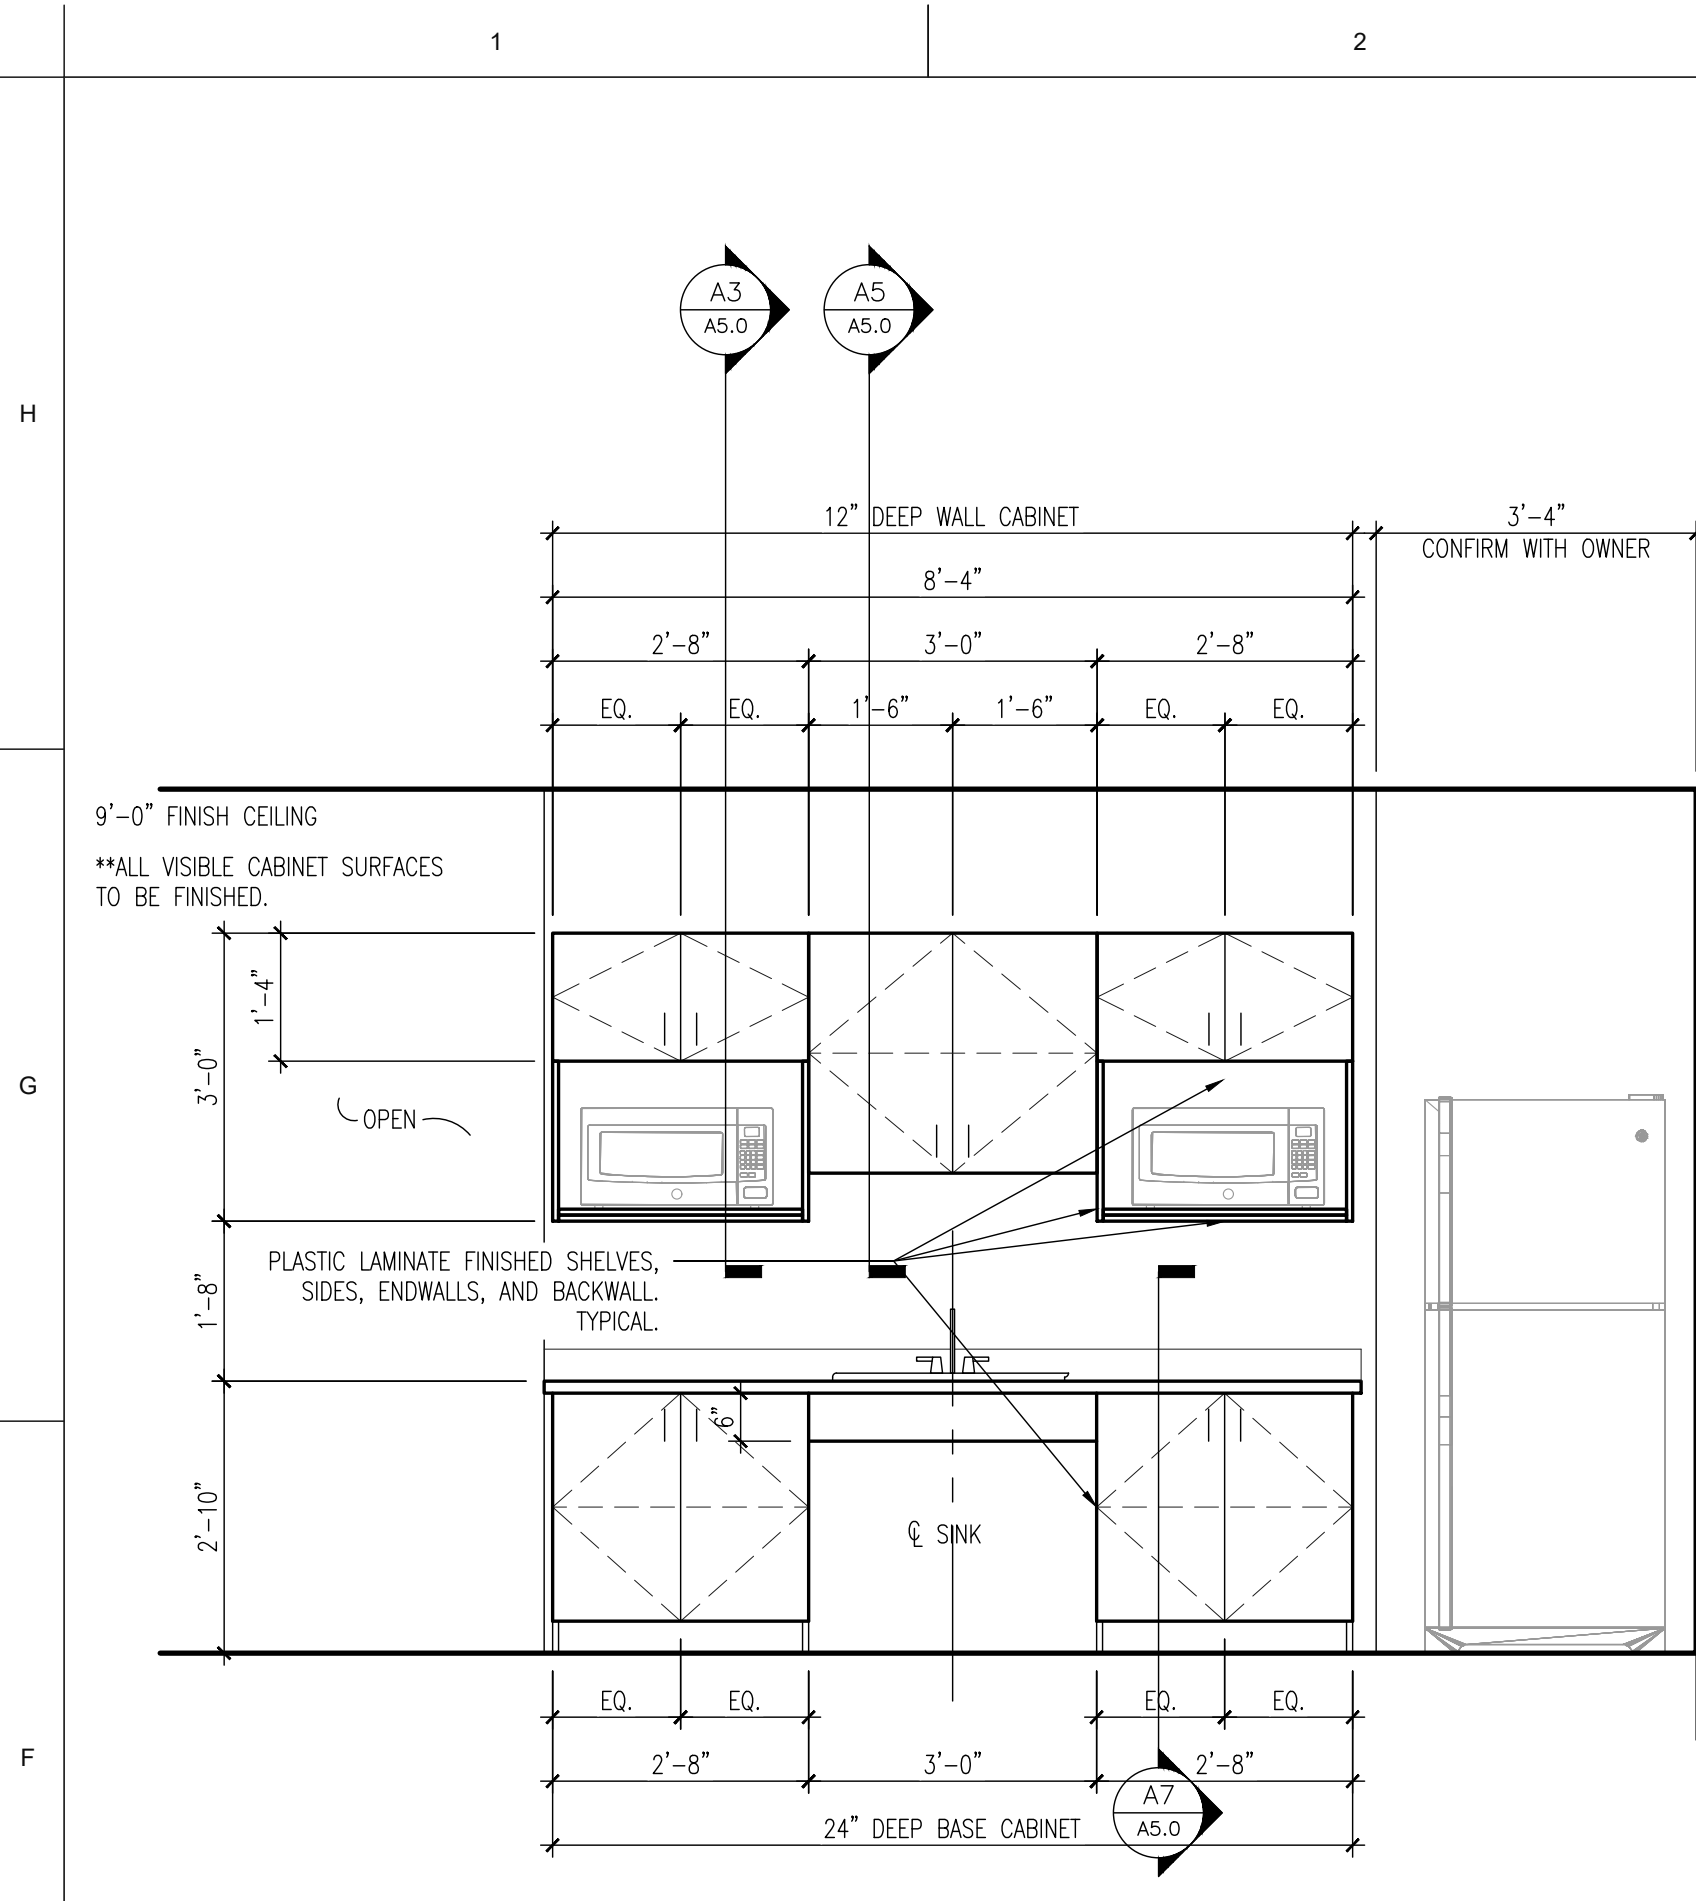 1
2
H
G
F
A3
A5.0
A5
A5.0
12” DEEP WALL CABINET
3’-4”
CONFIRM WITH OWNER
8’-4”
2’-8”
3’-0”
2’-8”
EQ.
EQ.
1’-6”
1’-6”
EQ.
EQ.
9’-0” FINISH CEILING
**ALL VISIBLE CABINET SURFACES
TO BE FINISHED.
1’-4”
3’-0”
OPEN
PLASTIC LAMINATE FINISHED SHELVES,
SIDES, ENDWALLS, AND BACKWALL.
TYPICAL.
1’-8”
6”
2’-10”
℄ SINK
EQ.
EQ.
EQ.
EQ.
2’-8”
3’-0”
2’-8”
A7
A5.0
24” DEEP BASE CABINET